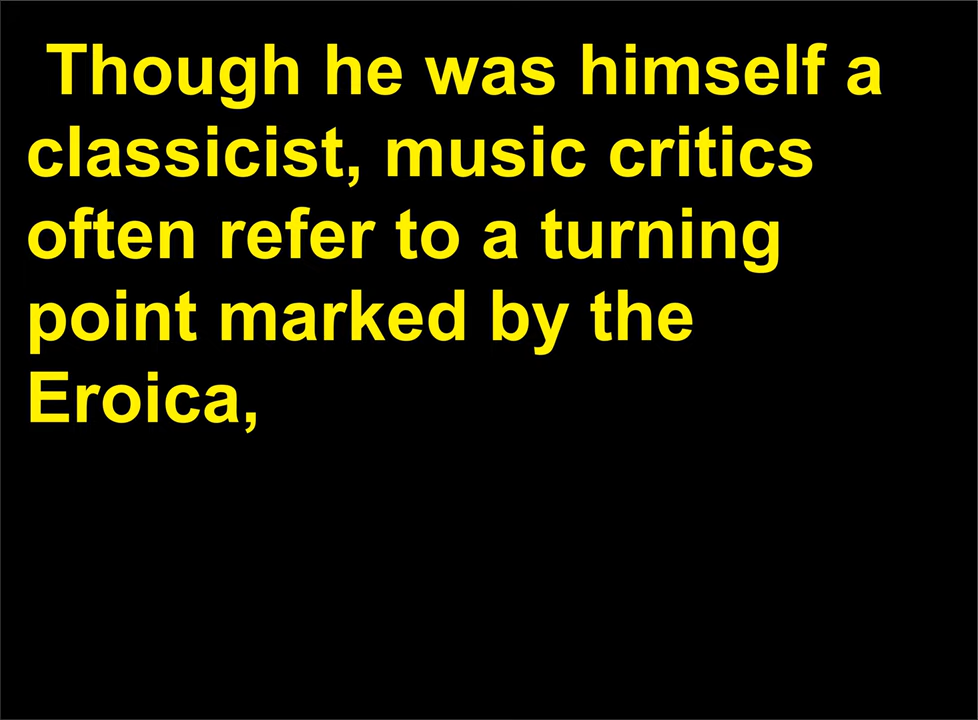 Though he was himself a
classicist, music critics
often refer to a turning
point marked by the
Eroica,